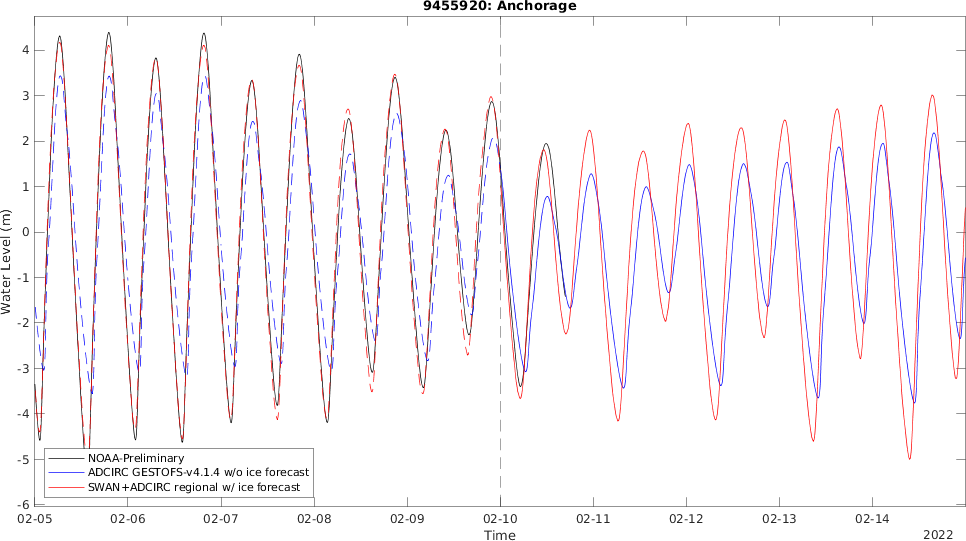 9455920: Anchorage
4
3
2
1
0
-1
-2
-3
-4
-5
-6
Water Level (m)
NOAA-Preliminary
ADCIRC GESTOFS-v4.1.4 w/o ice forecast
SWAN+ADCIRC regional w/ ice forecast
02-05 02-06 02-07 02-08 02-09 02-10 02-11 02-12 02-13 02-14
Time
2022